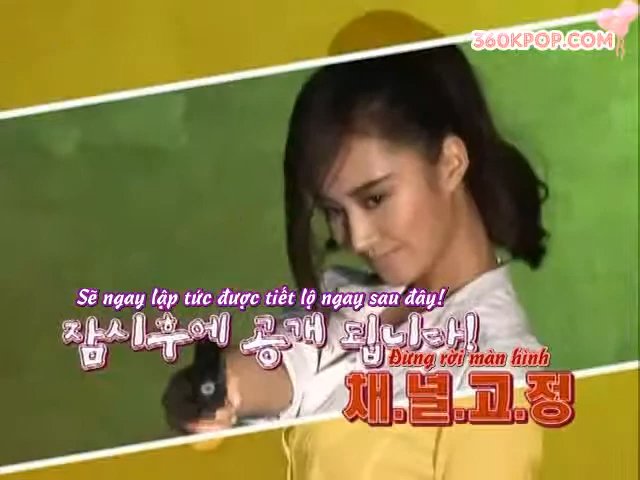 360KPOP.COM
Sẽ ngay lập tức được tiết lộ ngay sau đây!
잠시후에 공개 됩니다!
Đừng rời màn hình
채.널.고.정